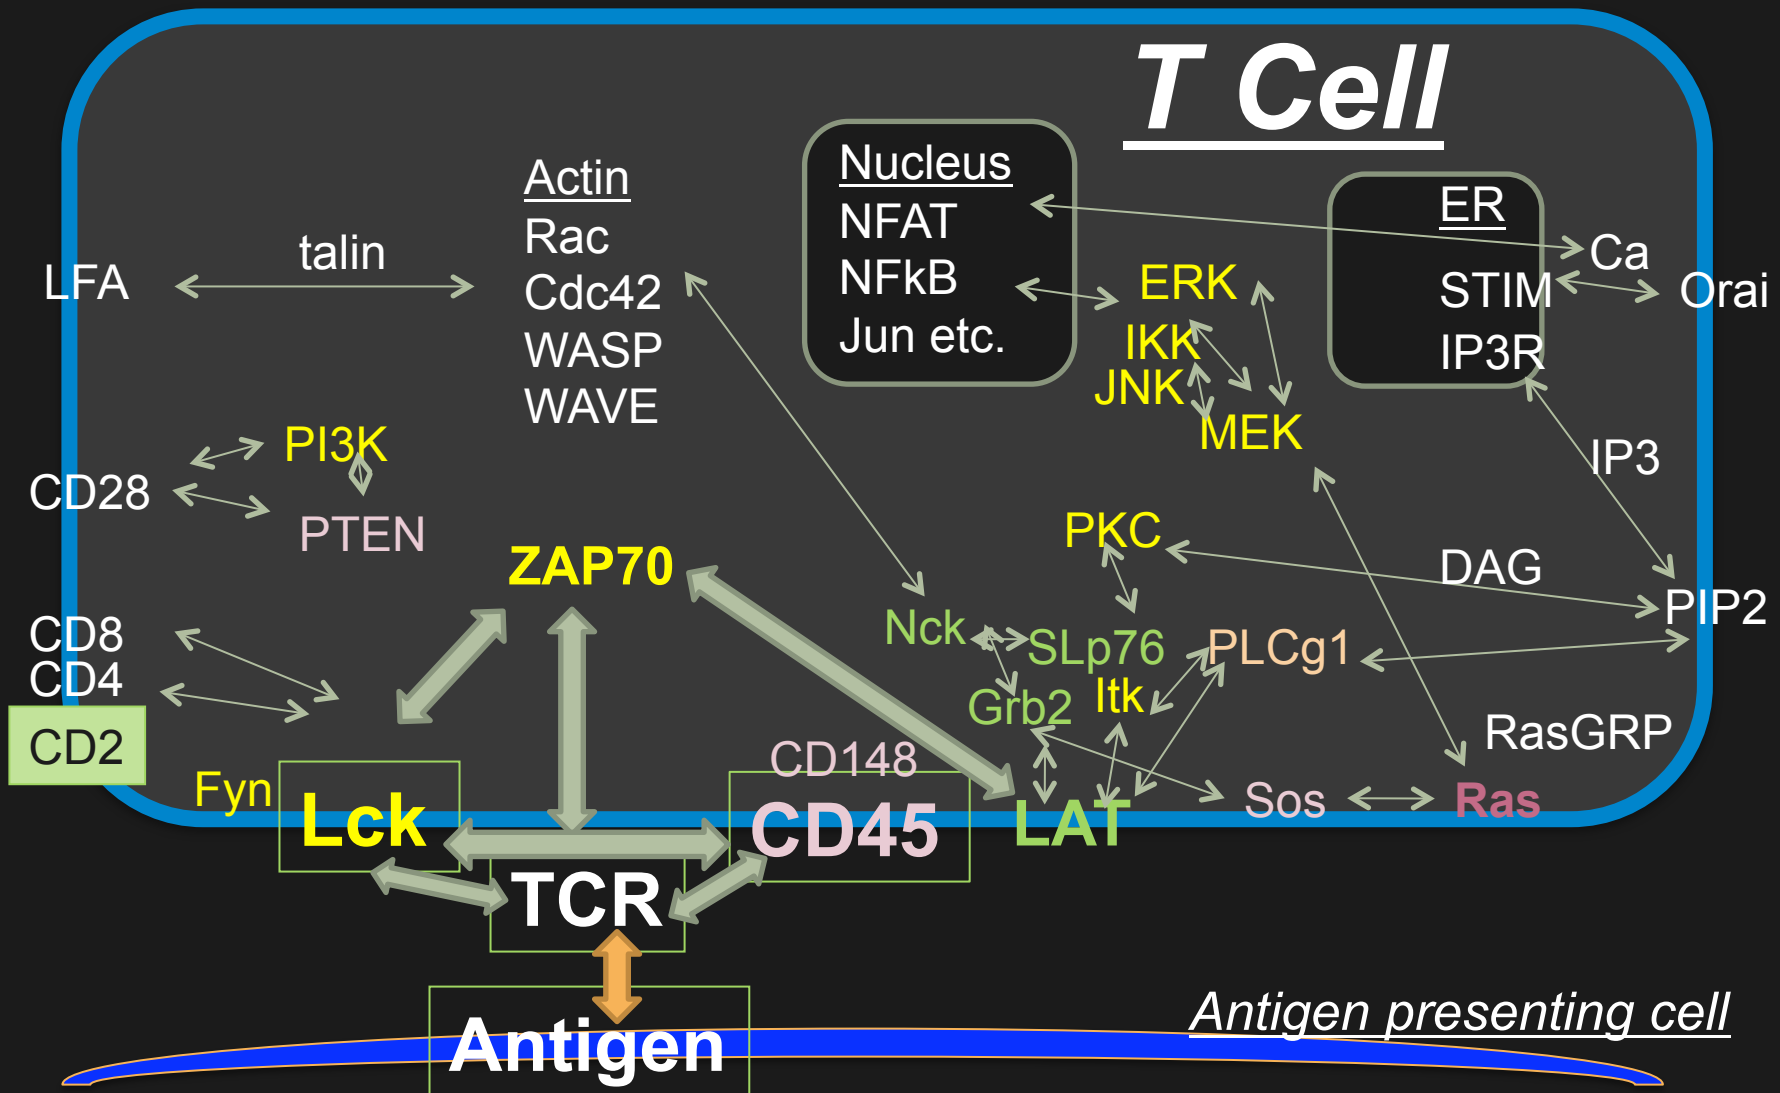 T Cell
Actin
Rac
Cdc42
WASP
WAVE
Nucleus
NFAT
NFkB
Jun etc.
ER
STIM
IP3R
Ca
Orai
talin
LFA
ERK
IKK
JNK
MEK
PI3K
CD28
PTEN
IP3
ZAP70
PKC
DAG
PIP2
CD8
CD4
CD2
Nck
SLp76
PLCg1
Grb2
Itk
RasGRP
Fyn
Lck
CD148
CD45
LAT
Sos
Ras
TCR
Antigen presenting cell
Antigen